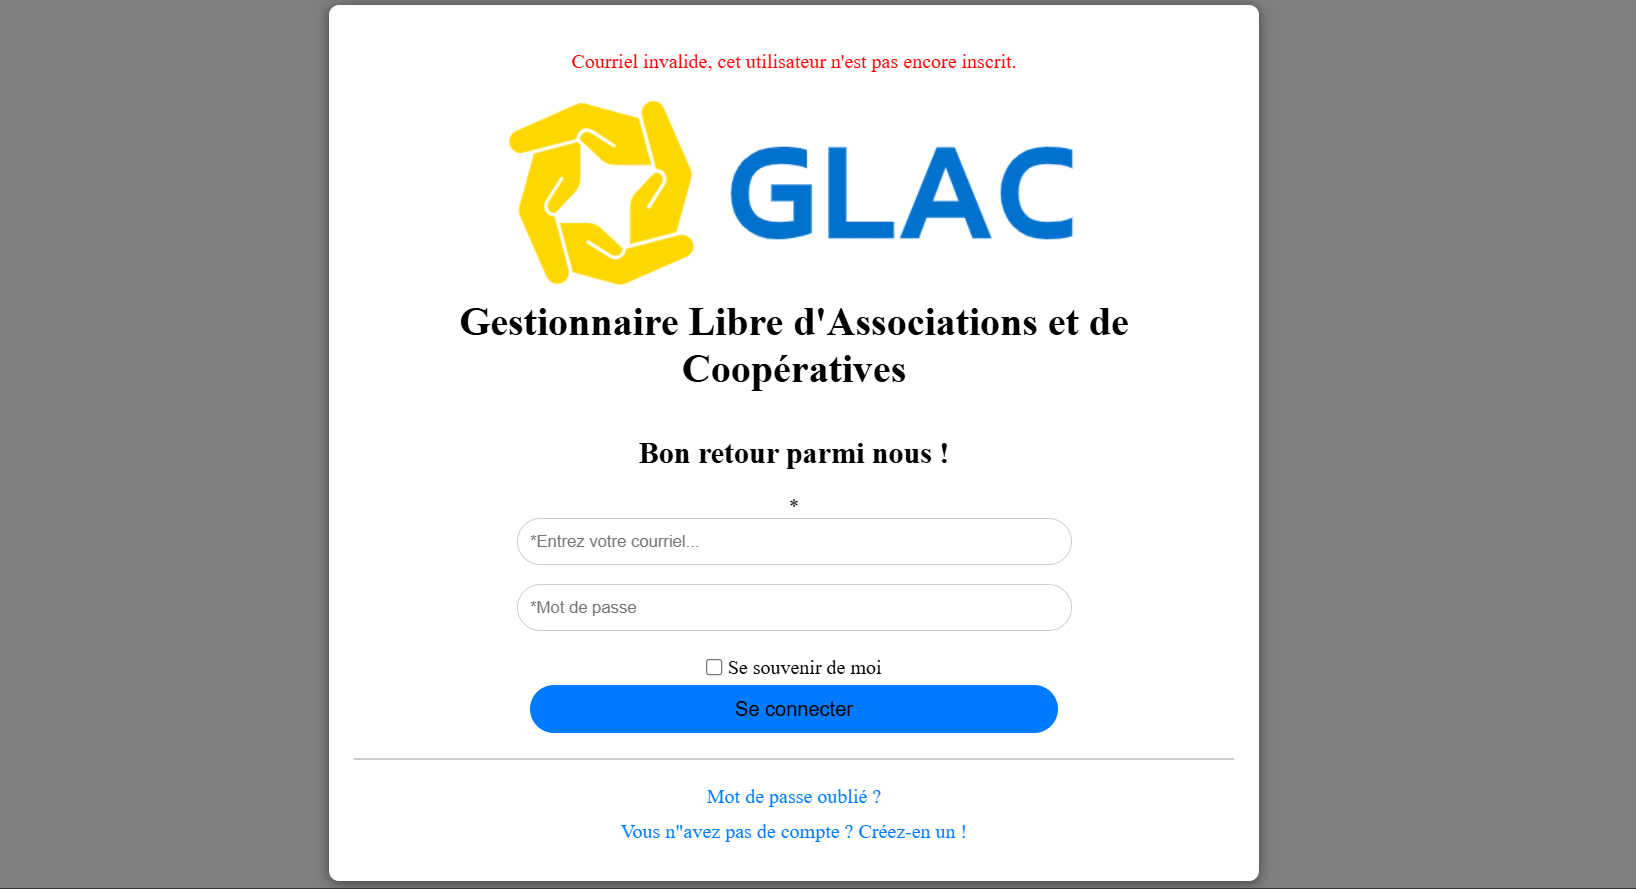 Courriel invalide, cet utilisateur n'est pas encore inscrit.
GLAC
Gestionnaire Libre d'Associations et de
Coopératives
Bon retour parmi nous !
*
*Entrez votre courriel...
*Mot de passe
Se souvenir de moi
Se connecter
Mot de passe oublié ?
Vous n"avez pas de compte ? Créez-en un !